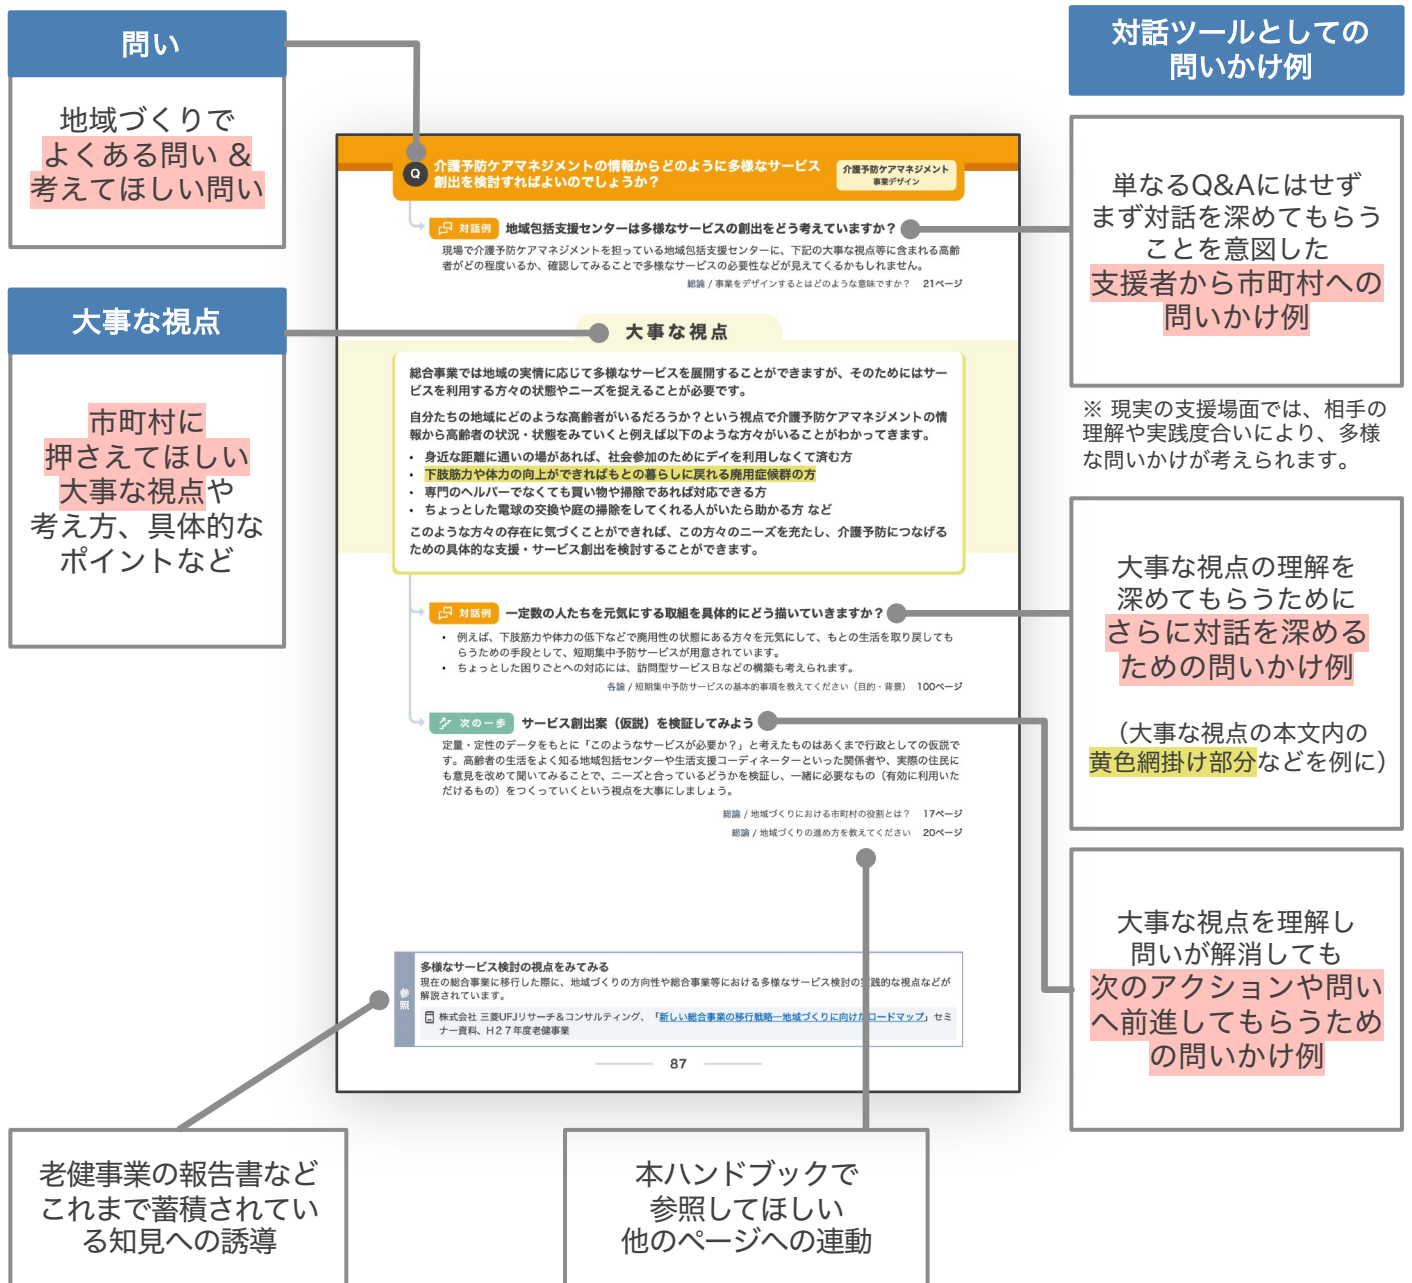 問い
地域づくりで
よくある問い &
考えてほしい問い
大事な視点
市町村に
押さえてほしい
大事な視点や
考え方、具体的な
ポイントなど
Q
介護予防ケアマネジメントの情報からどのように多様なサービス
創出を検討すればよいのでしょうか？
介護予防ケアマネジメント
事業デザイン
対話例 地域包括支援センターは多様なサービスの創出をどう考えていますか？
現場で介護予防ケアマネジメントを担っている地域包括支援センターに、下記の大事な視点等に含まれる高齢
者がどの程度いるか、確認してみることで多様なサービスの必要性などが見えてくるかもしれません。
総論 / 事業をデザインするとはどのような意味ですか？ 21ページ
大事な視点
総合事業では地域の実情に応じて多様なサービスを展開することができますが、そのためにはサー
ビスを利用する方々の状態やニーズを捉えることが必要です。
自分たちの地域にどのような高齢者がいるだろうか？という視点で介護予防ケアマネジメントの情
報から高齢者の状況・状態をみていくと例えば以下のような方々がいることがわかってきます。
・ 身近な距離に通いの場があれば、社会参加のためにデイを利用しなくて済む方
・ 下肢筋力や体力の向上ができればもとの暮らしに戻れる廃用症候群の方
・ 専門のヘルパーでなくても買い物や掃除であれば対応できる方
・ ちょっとした電球の交換や庭の掃除をしてくれる人がいたら助かる方 など
このような方々の存在に気づくことができれば、この方々のニーズを充たし、介護予防につなげる
ための具体的な支援・サービス創出を検討することができます。
対話例 一定数の人たちを元気にする取組を具体的にどう描いていきますか？
・ 例えば、下肢筋力や体力の低下などで廃用性の状態にある方々を元気にして、もとの生活を取り戻しても
らうための手段として、短期集中予防サービスが用意されています。
・ ちょっとした困りごとへの対応には、訪問型サービスＢなどの構築も考えられます。
各論 / 短期集中予防サービスの基本的事項を教えてください（目的・背景） 100ページ
次の一歩 サービス創出案（仮説）を検証してみよう
定量・定性のデータをもとに「このようなサービスが必要か？」と考えたものはあくまで行政としての仮説で
す。高齢者の生活をよく知る地域包括センターや生活支援コーディネーターといった関係者や、実際の住民に
も意見を改めて聞いてみることで、ニーズと合っているどうかを検証し、一緒に必要なもの（有効に利用いた
だけるもの）をつくっていくという視点を大事にしましょう。
総論 / 地域づくりにおける市町村の役割とは？ 17ページ
総論 / 地域づくりの進め方を教えてください 20ページ
参照
多様なサービス検討の視点をみてみる
現在の総合事業に移行した際に、地域づくりの方向性や総合事業等における多様なサービス検討の実践的な視点などが
解説されています。
株式会社 三菱UFJリサーチ＆コンサルティング、「新しい総合事業の移行戦略―地域づくりに向けたロードマップ」セミ
ナー資料、H２７年度老健事業
87
対話ツールとしての
問いかけ例
単なるQ&Aにはせず
まず対話を深めてもらう
ことを意図した
支援者から市町村への
問いかけ例
※ 現実の支援場面では、相手の
理解や実践度合いにより、多様
な問いかけが考えられます。
大事な視点の理解を
深めてもらうために
さらに対話を深める
ための問いかけ例
（大事な視点の本文内の
黄色網掛け部分などを例に）
大事な視点を理解し
問いが解消しても
次のアクションや問い
へ前進してもらうため
の問いかけ例
老健事業の報告書など
これまで蓄積されてい
る知見への誘導
本ハンドブックで
参照してほしい
他のページへの連動